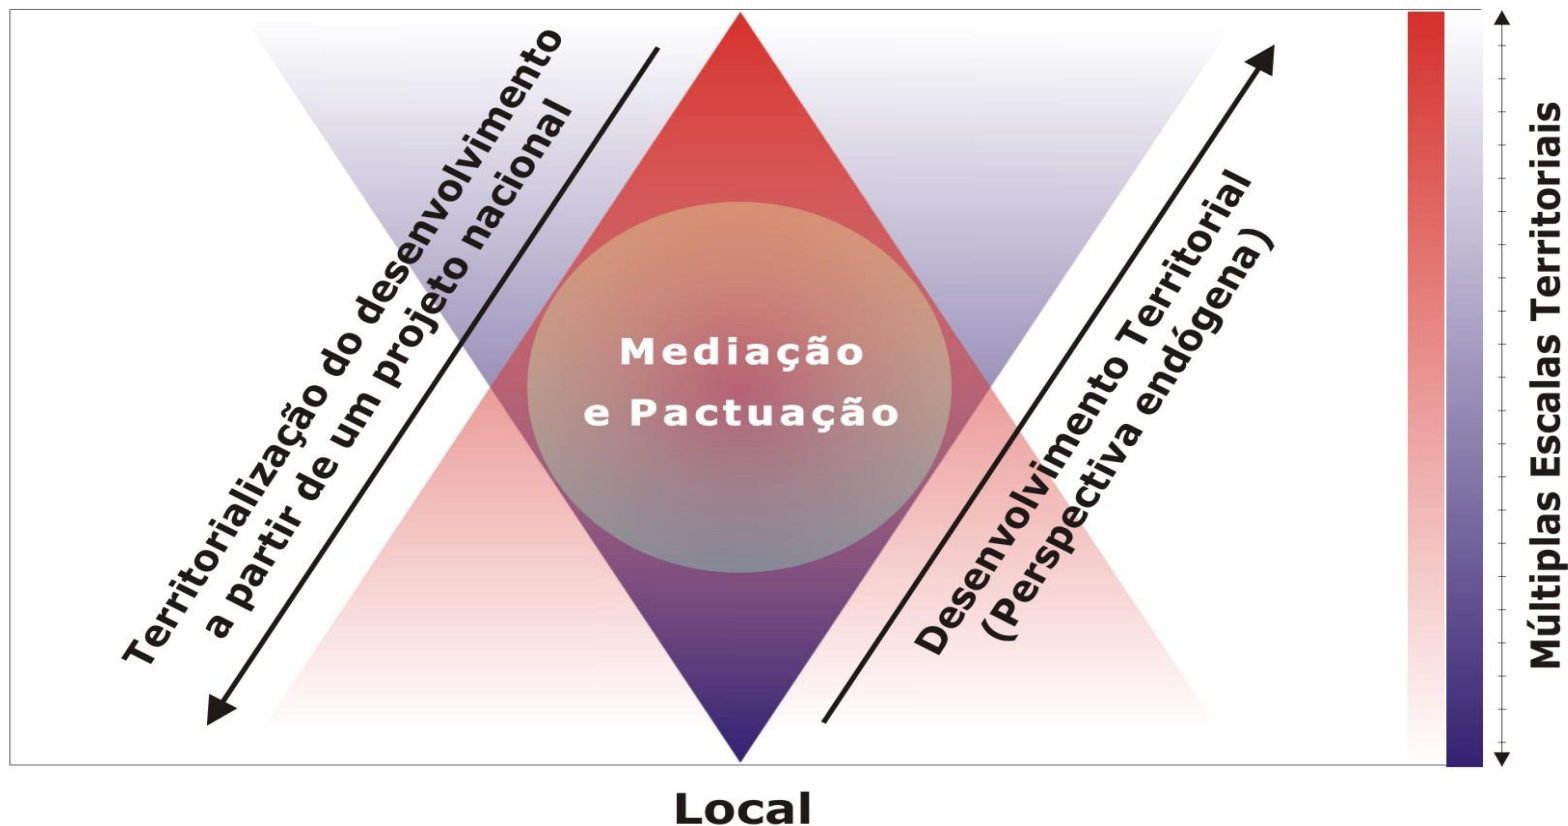 Territorialização do desenvolvimento
a partir de um projeto nacional
Mediação
e Pactuação
Desenvolvimento Territorial
(Perspectiva endógena)
Múltiplas Escalas Territoriais
Local